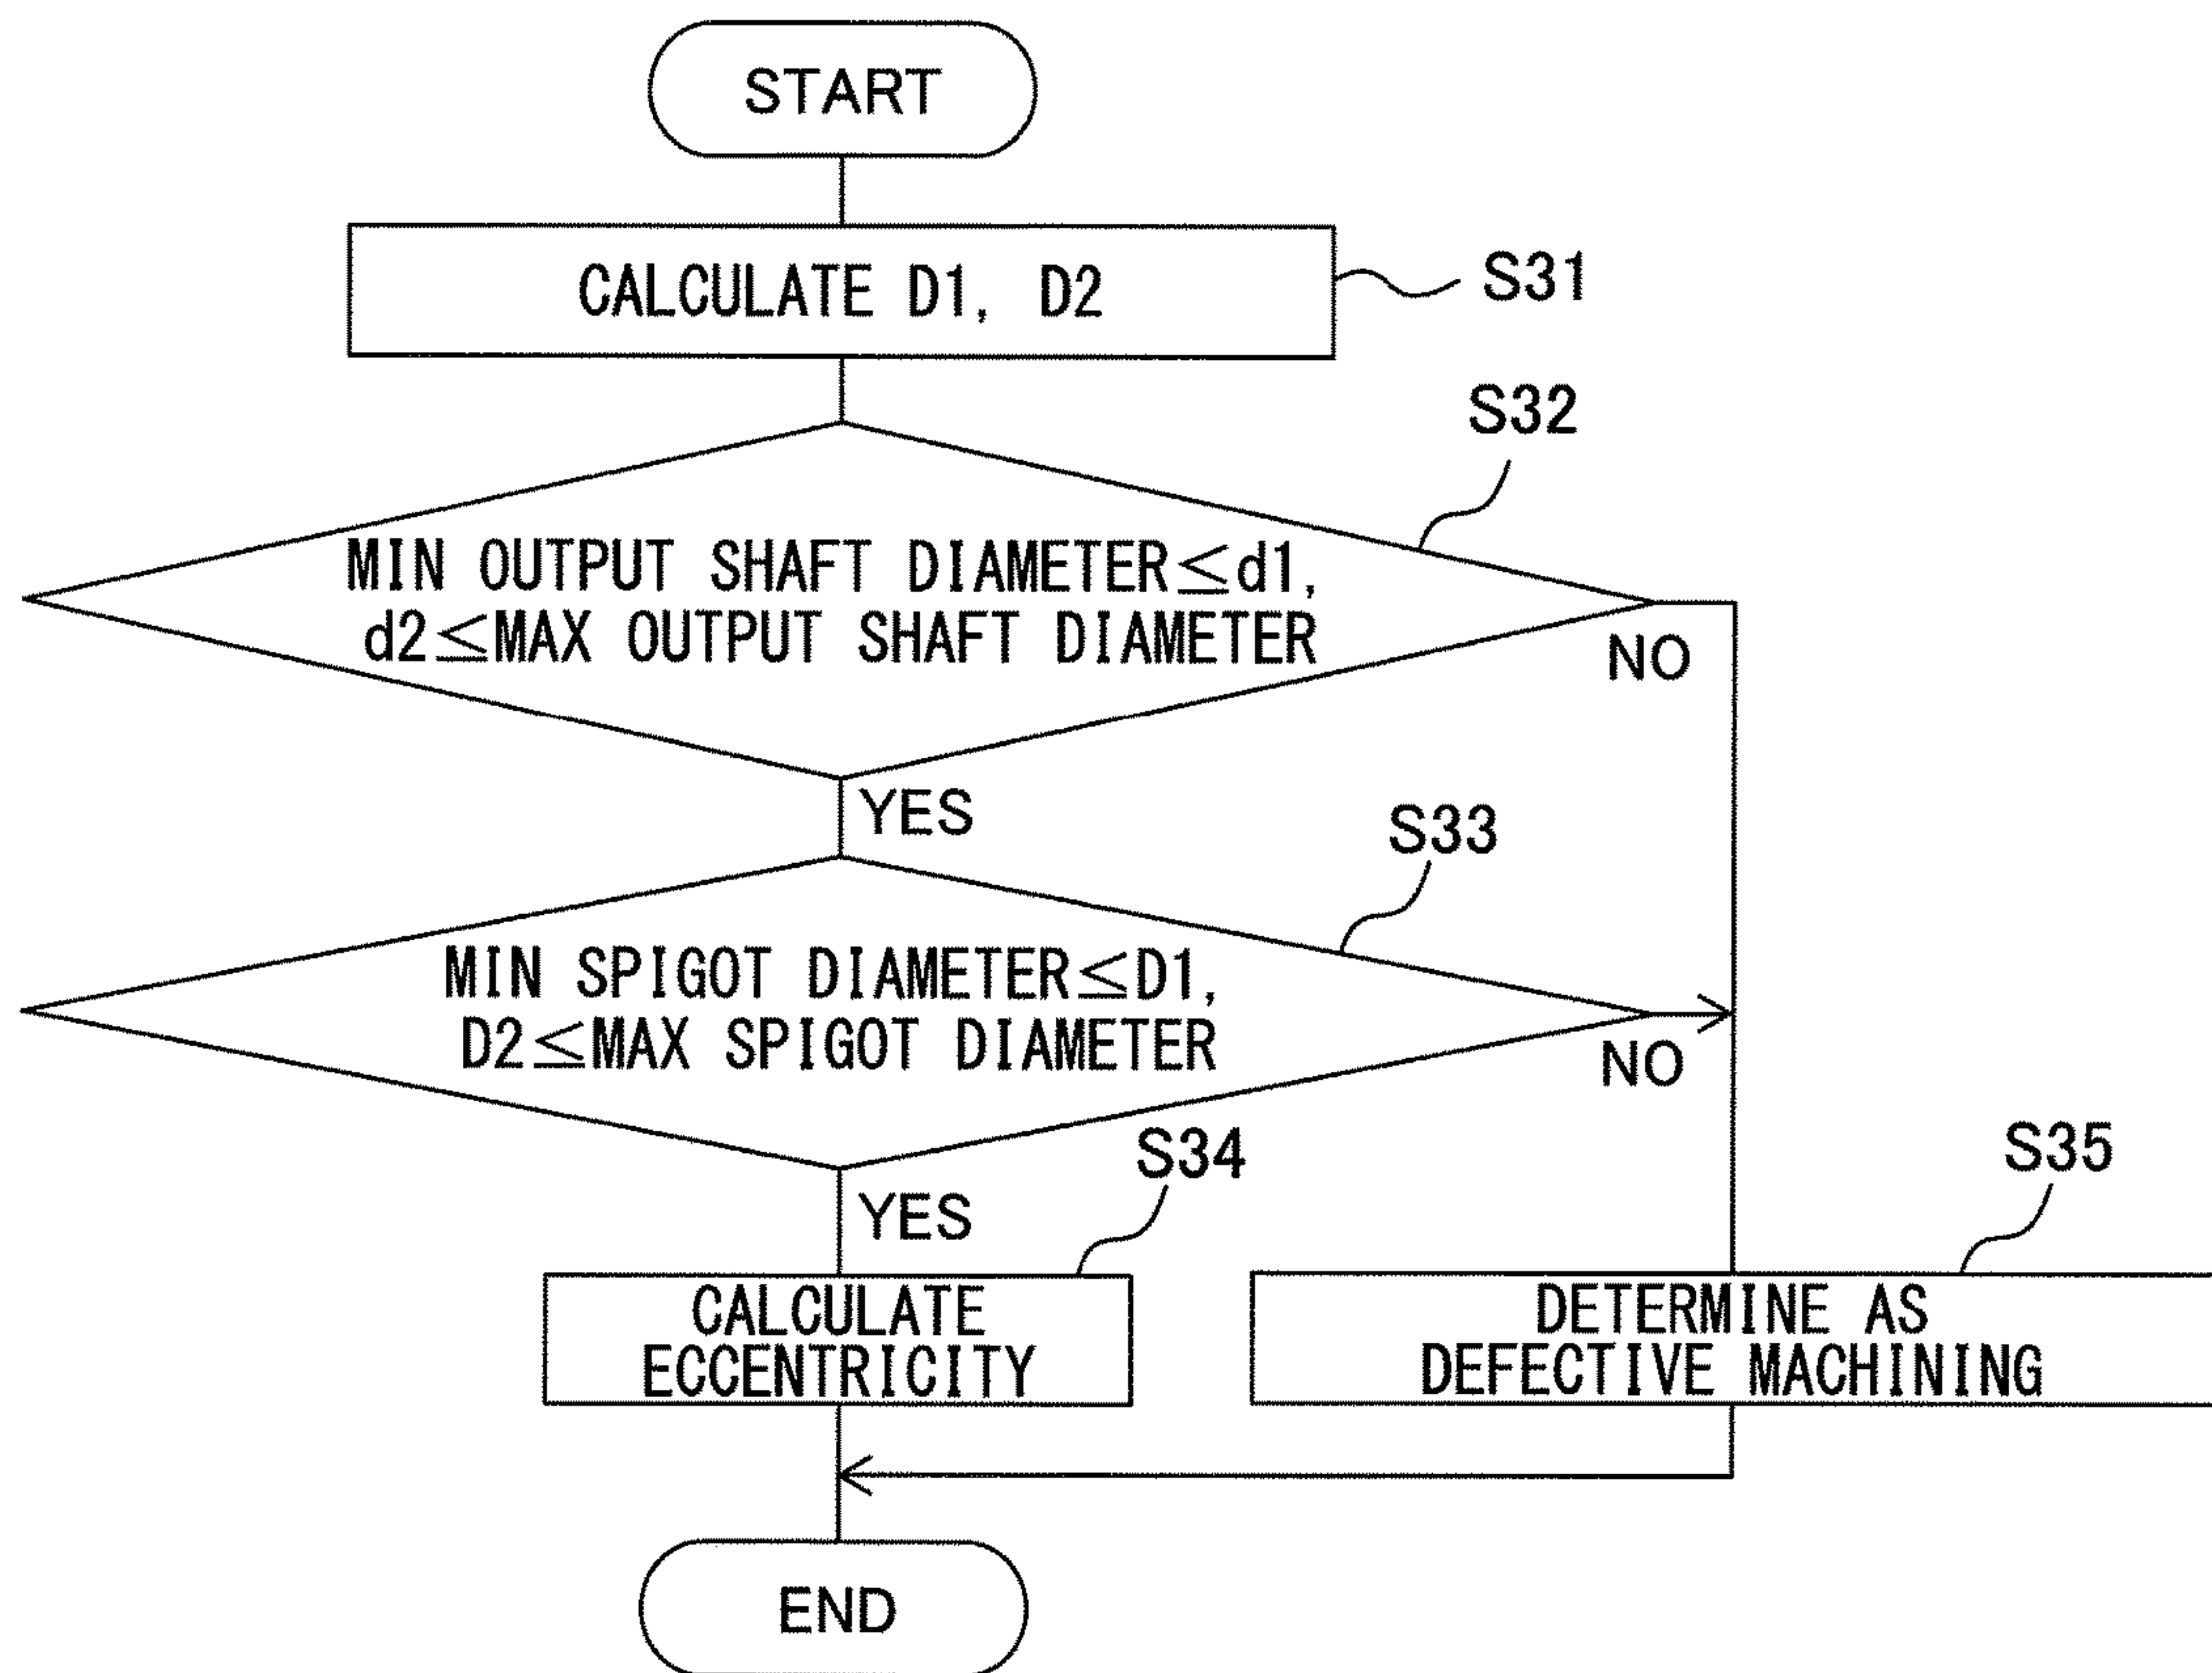 START
CALCULATE D1, D2
S31
S32
MIN OUTPUT SHAFT DIAMETER≦d1,
d2≦MAX OUTPUT SHAFT DIAMETER
NO
YES
S33
MIN SPIGOT DIAMETER≦D1,
D2≦MAX SPIGOT DIAMETER
NO
YES
S34
S35
CALCULATE
ECCENTRICITY
DETERMINE AS
DEFECTIVE MACHINING
END